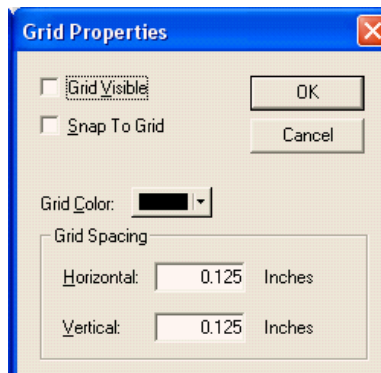 Grid Properties
Grid Visible
OK
Snap To Grid
Cancel
Grid Color:
Grid Spacing
Horizontal: 0.125 Inches
Vertical: 0.125 Inches